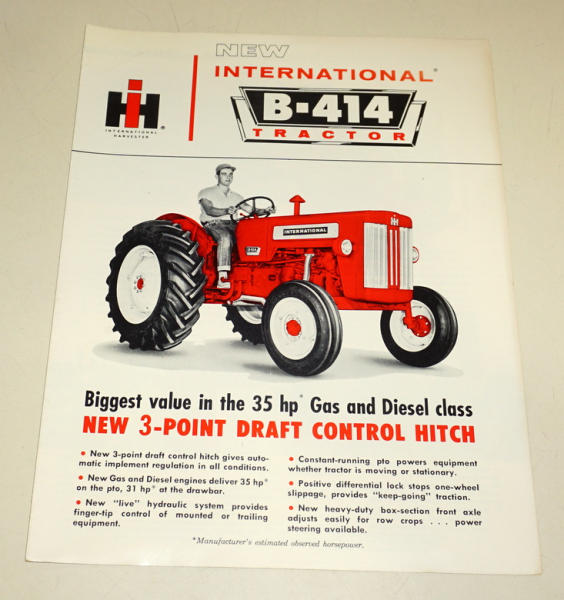 NEW
INTERNATIONAL®
IH®
INTERNATIONAL
HARVESTER
B-414
TRACTOR
IH
INTERNATIONAL
B-414
Biggest value in the 35 hp* Gas and Diesel class
NEW 3-POINT DRAFT CONTROL HITCH
• New 3-point draft control hitch gives auto-
matic implement regulation in all conditions.
• New Gas and Diesel engines deliver 35 hp*
on the pto, 31 hp* at the drawbar.
• New "live" hydraulic system provides
finger-tip control of mounted or trailing
equipment.
• Constant-running pto powers equipment
whether tractor is moving or stationary.
• Positive differential lock stops one-wheel
slippage, provides "keep-going" traction.
• New heavy-duty box-section front axle
adjusts easily for row crops . . . power
steering available.
*Manufacturer's estimated observed horsepower.